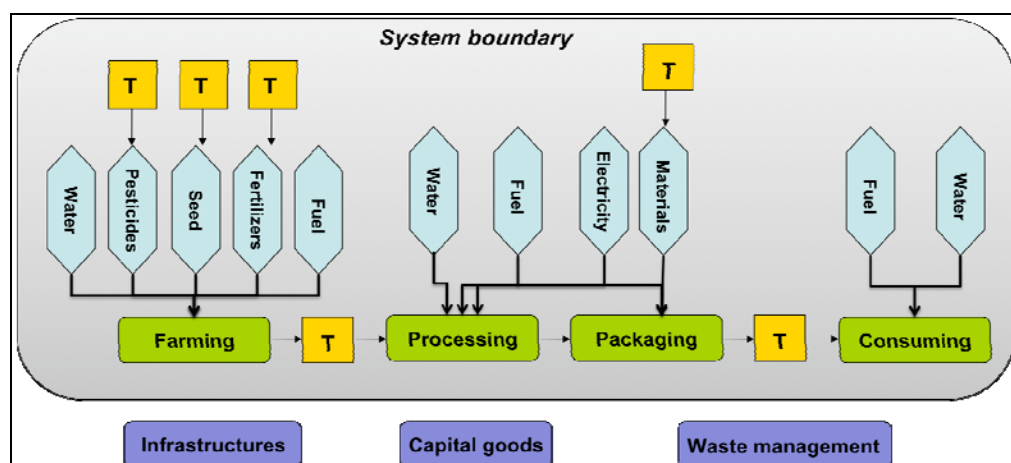 System boundary
T
T
T
T
Water
Pesticides
Seed
Fertilizers
Fuel
Water
Fuel
Electricity
Materials
Fuel
Water
Farming
T
Processing
Packaging
T
Consuming
Infrastructures
Capital goods
Waste management